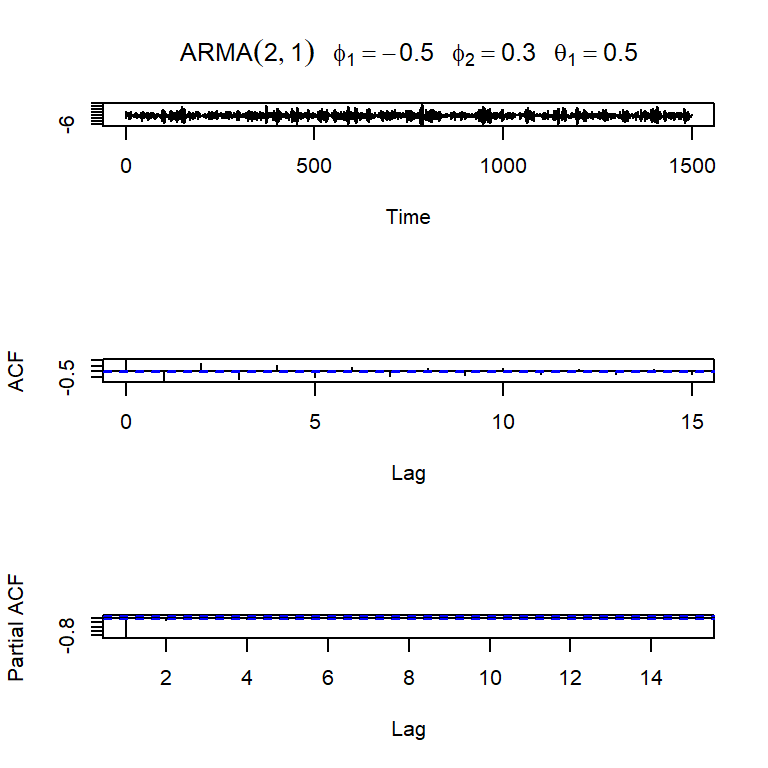 ARMA(2, 1) ϕ₁ = −0.5 ϕ₂ = 0.3 θ₁ = 0.5
-6
0 500 1000 1500
Time
ACF
-0.5
0 5 10 15
Lag
Partial ACF
-0.8
2 4 6 8 10 12 14
Lag